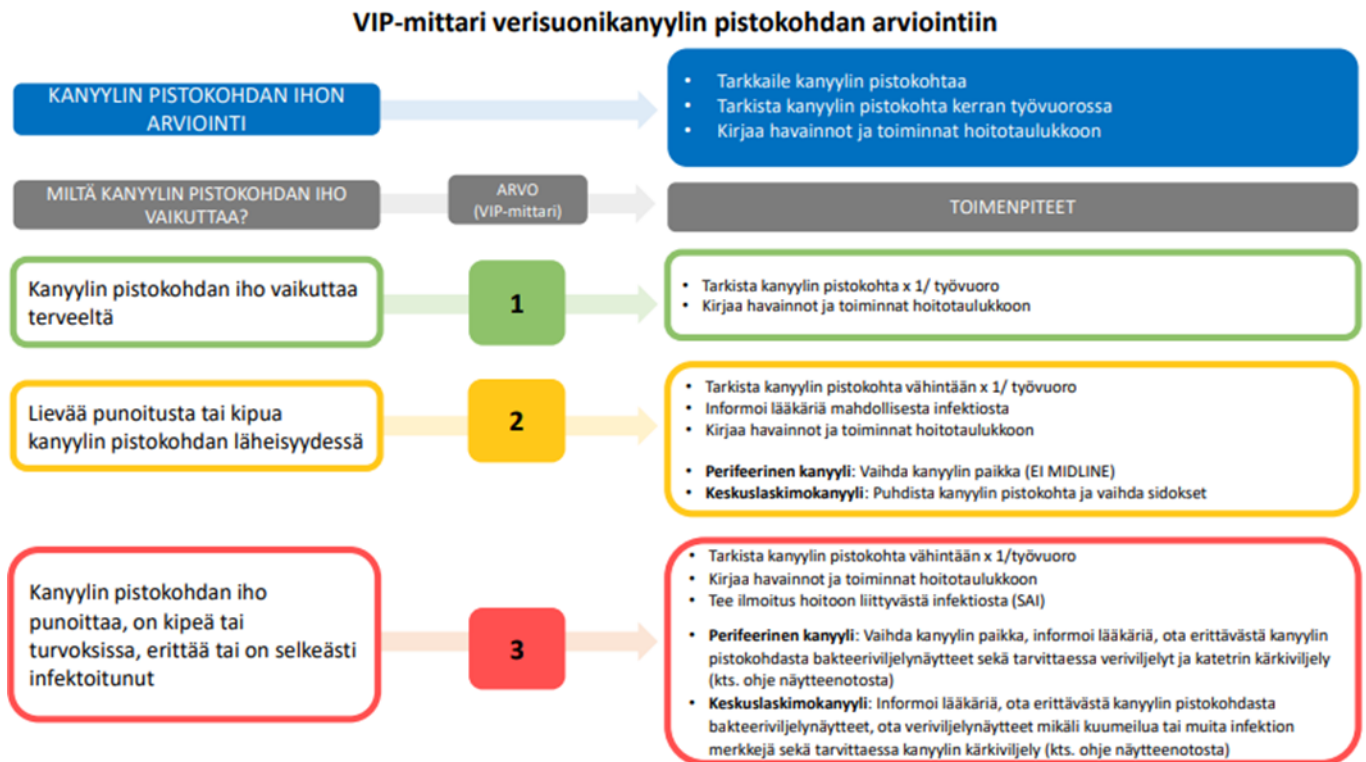 VIP-mittari verisuonikanyylin pistokohdan arviointiin
KANYYLIN PISTOKOHDAN IHON
ARVIOINTI
• Tarkkaile kanyylin pistokohtaa
• Tarkista kanyylin pistokohta kerran työvuorossa
• Kirjaa havainnot ja toiminnat hoitotaulukkoon
MILTÄ KANYYLIN PISTOKOHDAN IHO
VAIKUTTAA?
ARVO
(VIP-mittari)
TOIMENPITEET
Kanyylin pistokohdan iho vaikuttaa
terveeltä
1
• Tarkista kanyylin pistokohta x 1/ työvuoro
• Kirjaa havainnot ja toiminnat hoitotaulukkoon
Lievää punoitusta tai kipua
kanyylin pistokohdan läheisyydessä
2
• Tarkista kanyylin pistokohta vähintään x 1/ työvuoro
• Informoi lääkäriä mahdollisesta infektiosta
• Kirjaa havainnot ja toiminnat hoitotaulukkoon
• Perifeerinen kanyyli: Vaihda kanyylin paikka (EI MIDLINE)
• Keskuslaskimokanyyli: Puhdista kanyylin pistokohta ja vaihda sidokset
Kanyylin pistokohdan iho
punoittaa, on kipeä tai
turvoksissa, erittää tai on selkeästi
infektoitunut
3
• Tarkista kanyylin pistokohta vähintään x 1/työvuoro
• Kirjaa havainnot ja toiminnat hoitotaulukkoon
• Tee ilmoitus hoitoon liittyvästä infektiosta (SAI)
• Perifeerinen kanyyli: Vaihda kanyylin paikka, informoi lääkäriä, ota erittävästä kanyylin
pistokohdasta bakteeriviljelynäytteet sekä tarvittaessa veriviljelyt ja katetrin kärkiviljely
(kts. ohje näytteenotosta)
• Keskuslaskimokanyyli: Informoi lääkäriä, ota erittävästä kanyylin pistokohdasta
bakteeriviljelynäytteet, ota veriviljelynäytteet mikäli kuumeilua tai muita infektion
merkkejä sekä tarvittaessa kanyylin kärkiviljely (kts. ohje näytteenotosta)